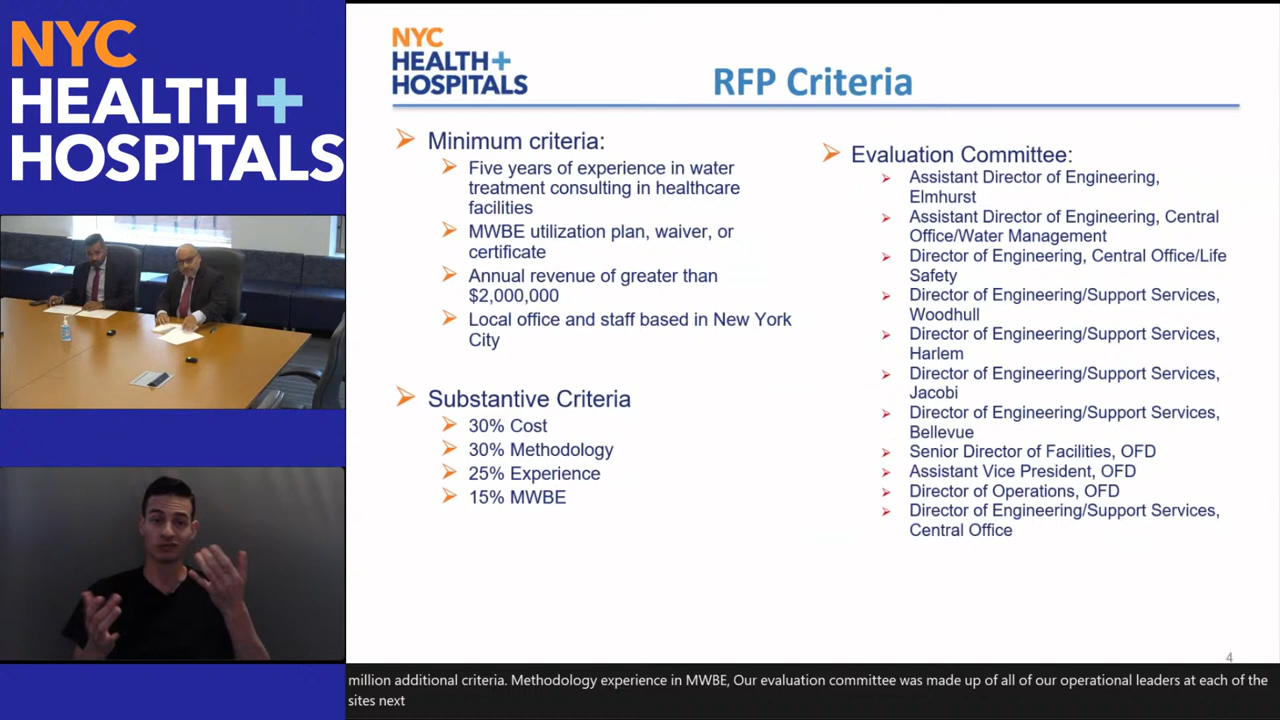 NYC
HEALTH+
HOSPITALS
NYC
HEALTH+
HOSPITALS
RFP Criteria
Minimum criteria:
Five years of experience in water
treatment consulting in healthcare
facilities
MWBE utilization plan, waiver, or
certificate
Annual revenue of greater than
$2,000,000
Local office and staff based in New York
City
Substantive Criteria
30% Cost
30% Methodology
25% Experience
15% MWBE
Evaluation Committee:
Assistant Director of Engineering,
Elmhurst
Assistant Director of Engineering, Central
Office/Water Management
Director of Engineering, Central Office/Life
Safety
Director of Engineering/Support Services,
Woodhull
Director of Engineering/Support Services,
Harlem
Director of Engineering/Support Services,
Jacobi
Director of Engineering/Support Services,
Bellevue
Senior Director of Facilities, OFD
Assistant Vice President, OFD
Director of Operations, OFD
Director of Engineering/Support Services,
Central Office
4
million additional criteria. Methodology experience in MWBE, Our evaluation committee was made up of all of our operational leaders at each of the
sites next